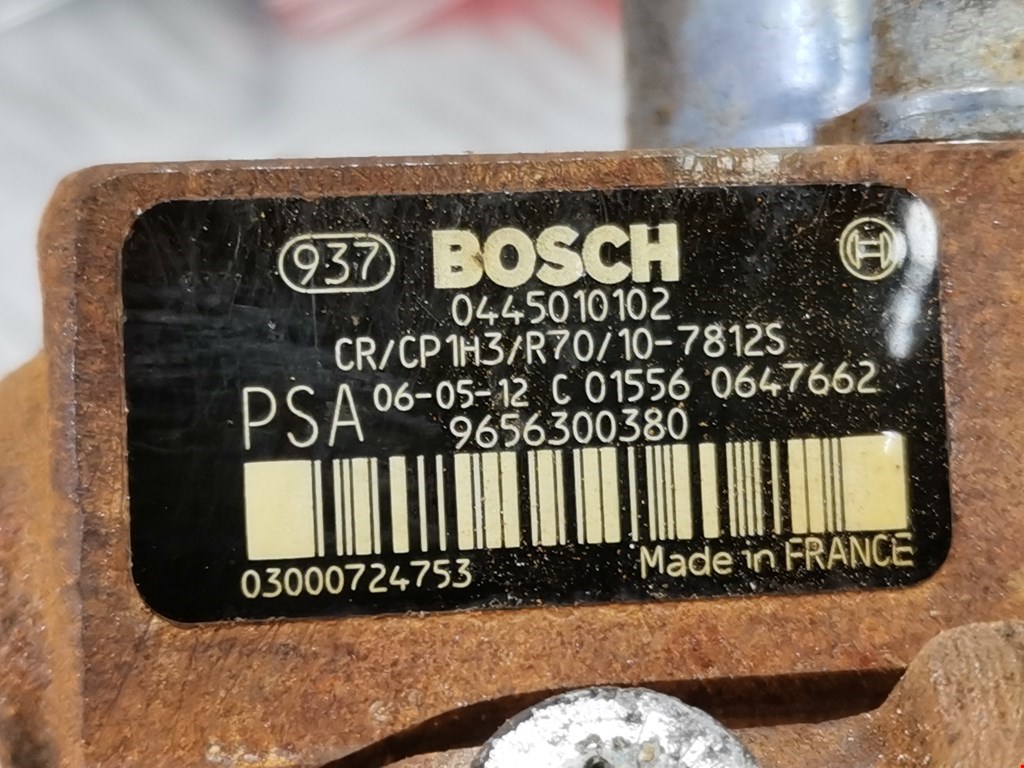 937 BOSCH
0445010102
CR/CP1H3/R70/10-7812S
PSA 06-05-12 C 01556 0647662
9656300380
03000724753 Made in FRANCE